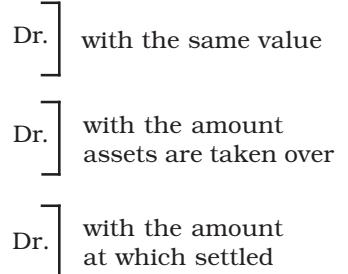 Dr. with the same value
with the amount
Dr. assets are taken over
with the amount
Dr. at which settled